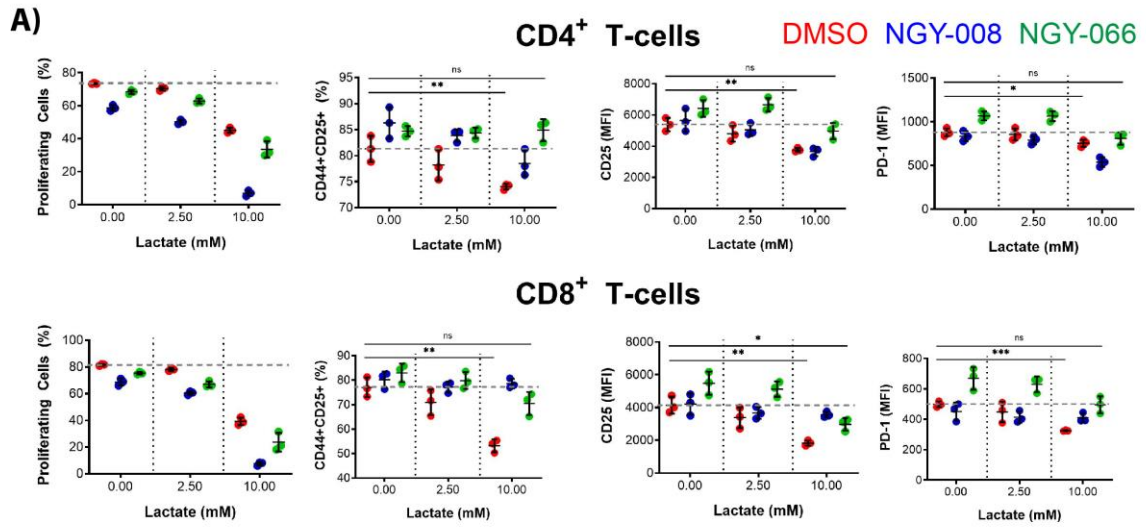 A)
CD4+ T-cells
DMSO NGY-008 NGY-066
Proliferating Cells (%)
80
60
40
20
0
0.00 2.50 10.00
Lactate (mM)
CD44+CD25+ (%)
95
90
85
80
75
70
ns
**
0.00 2.50 10.00
Lactate (mM)
CD25 (MFI)
8000
6000
4000
2000
0
ns
**
0.00 2.50 10.00
Lactate (mM)
PD-1 (MFI)
1500
1000
500
0
ns
*
0.00 2.50 10.00
Lactate (mM)
CD8+ T-cells
Proliferating Cells (%)
100
80
60
40
20
0
0.00 2.50 10.00
Lactate (mM)
CD44+CD25+ (%)
90
80
70
60
50
40
ns
**
0.00 2.50 10.00
Lactate (mM)
CD25 (MFI)
8000
6000
4000
2000
0
*
**
0.00 2.50 10.00
Lactate (mM)
PD-1 (MFI)
800
600
400
200
0
ns
***
0.00 2.50 10.00
Lactate (mM)